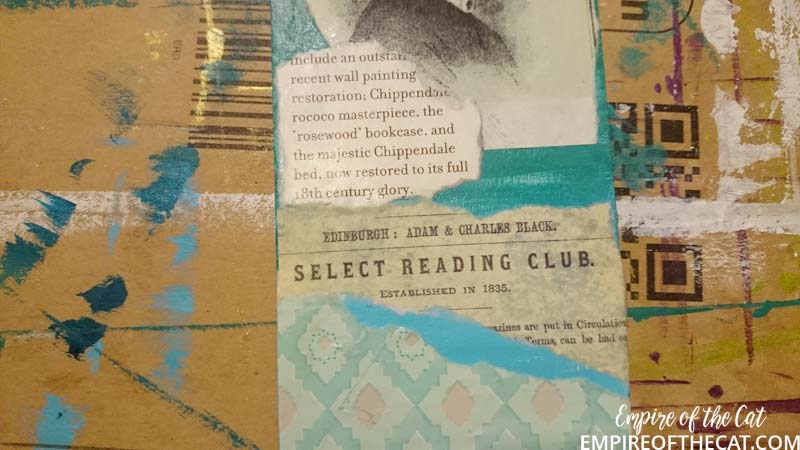 include an outstan
recent wall painting
restoration; Chippendale
rococo masterpiece, the
'rosewood' bookcase, and
the majestic Chippendale
bed, now restored to its full
18th century glory.
EDINBURGH: ADAM & CHARLES BLACK.
SELECT READING CLUB.
ESTABLISHED IN 1835.
azines are put in Circulation
Terms, can be had o
Empire of the Cat
EMPIREOFTHECAT.COM